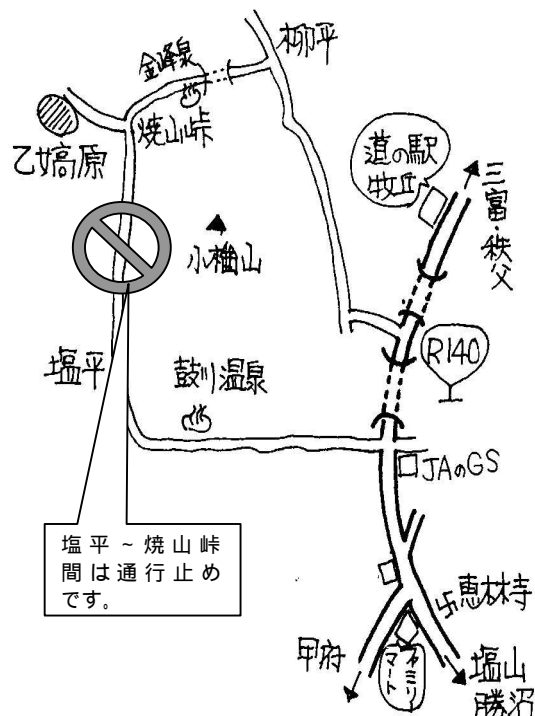 柳平
金峰泉
焼山峠
乙女高原
道の駅
牧丘
三富・秩父
小楢山
R140
塩平
鼓川温泉
JAのGS
塩平~焼山峠
間は通行止め
です。
恵林寺
甲府
ファミリー
マート
塩山
勝沼